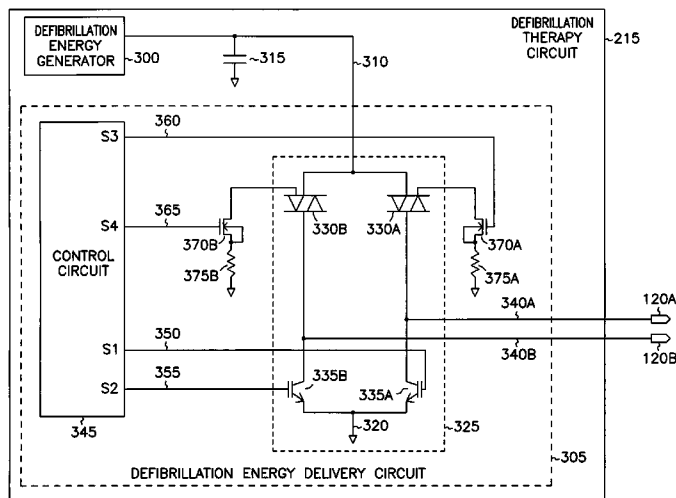 DEFIBRILLATION
ENERGY
GENERATOR
300
315
310
DEFIBRILLATION
THERAPY
CIRCUIT
215
S3
360
S4
365
CONTROL
CIRCUIT
370B
375B
330B
330A
370A
375A
340A
120A
S1
350
340B
120B
S2
355
335B
335A
320
325
345
305
DEFIBRILLATION ENERGY DELIVERY CIRCUIT